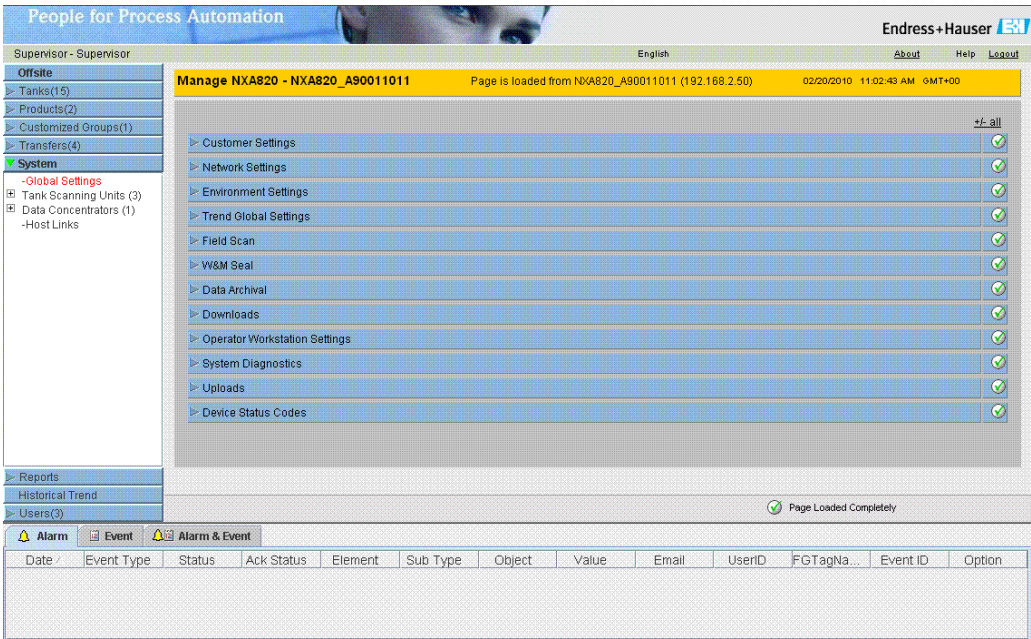 People for Process Automation
Endress+Hauser EH
Supervisor - Supervisor English About Help Logout
Offsite
Tanks(15)
Products(2)
Customized Groups(1)
Transfers(4)
System
-Global Settings
Tank Scanning Units (3)
Data Concentrators (1)
-Host Links
Reports
Historical Trend
Users(3)
Manage NXA820 - NXA820_A90011011 Page is loaded from NXA820_A90011011 (192.168.2.50) 02/20/2010 11:02:43 AM GMT+00
+/- all
Customer Settings
Network Settings
Environment Settings
Trend Global Settings
Field Scan
W&M Seal
Data Archival
Downloads
Operator Workstation Settings
System Diagnostics
Uploads
Device Status Codes
Page Loaded Completely
Alarm Event Alarm & Event
Date Event Type Status Ack Status Element Sub Type Object Value Email UserID FGTagNa... Event ID Option